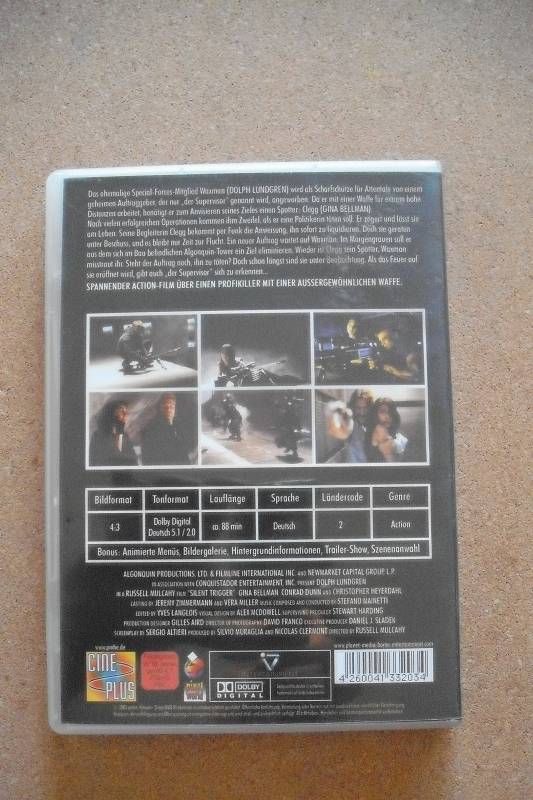 Das ehemalige Special-Forces-Mitglied Waxman (DOLPH LUNDGREN) wird als Scharfschütze für Attentate von einem
geheimen Auftraggeber, der nur „der Supervisor" genannt wird, angeworben. Da er mit einer Waffe für extrem hohe
Distanzen arbeitet, benötigt er zum Anvisieren seines Zieles einen Spotter: Clegg (GINA BELLMAN)
Nach vielen erfolgreichen Operationen kommen ihm Zweifel, als er eine Politikerin töten soll. Er zögert und lässt sie
am Leben. Seine Begleiterin Clegg bekommt per Funk die Anweisung, ihn sofort zu liquidieren. Doch sie geraten
unter Beschuss, und es bleibt nur Zeit zur Flucht. Ein neuer Auftrag wartet auf Waxman. Im Morgengrauen soll er
aus dem sich im Bau befindlichen Algonquin-Tower ein Ziel eliminieren. Wieder ist Clegg sein Spotter. Waxman
misstraut ihr: Steht der Auftrag noch, ihn zu töten? Doch schon längst sind sie unter Beobachtung. Als das Feuer auf
sie eröffnet wird, gibt auch „der Supervisor" sich zu erkennen...
SPANNENDER ACTION-FILM ÜBER EINEN PROFIKILLER MIT EINER AUSSERGEWÖHNLICHEN WAFFE.
Bildformat Tonformat Lauflänge Sprache Ländercode Genre
4:3 Dolby Digital Deutsch 5.1 / 2.0 ca. 88 min Deutsch 2 Action
Bonus: Animierte Menüs, Bildergalerie, Hintergrundinformationen, Trailer-Show, Szenenanwahl
ALGONQUIN PRODUCTIONS, LTD. & FILMLINE INTERNATIONAL INC. AND NEWMARKET CAPITAL GROUP, L.P.
IN ASSOCIATION WITH CONQUISTADOR ENTERTAINMENT, INC. PRESENT DOLPH LUNDGREN
IN A RUSSELL MULCAHY FILM "SILENT TRIGGER" GINA BELLMAN, CONRAD DUNN AND CHRISTOPHER HEYERDAHL
CASTING BY JEREMY ZIMMERMANN AND VERA MILLER MUSIC COMPOSED AND CONDUCTED BY STEFANO MAINETTI
EDITED BY YVES LANGLOIS VISUAL DESIGN BY ALEX MCDOWELL SUPERVISING PRODUCER STEWART HARDING
PRODUCTION DESIGNER GILLES AIRD DIRECTOR OF PHOTOGRAPHY DAVID FRANCO EXECUTIVE PRODUCER DANIEL J. SLADEK
SCREENPLAY BY SERGIO ALTIERI PRODUCED BY SILVIO MURAGLIA AND NICOLAS CLERMONT DIRECTED BY RUSSELL MULCAHY
CINE PLUS
world
DOLBY DIGITAL
www.planet-media-home-entertainment.com
4 260041 332034